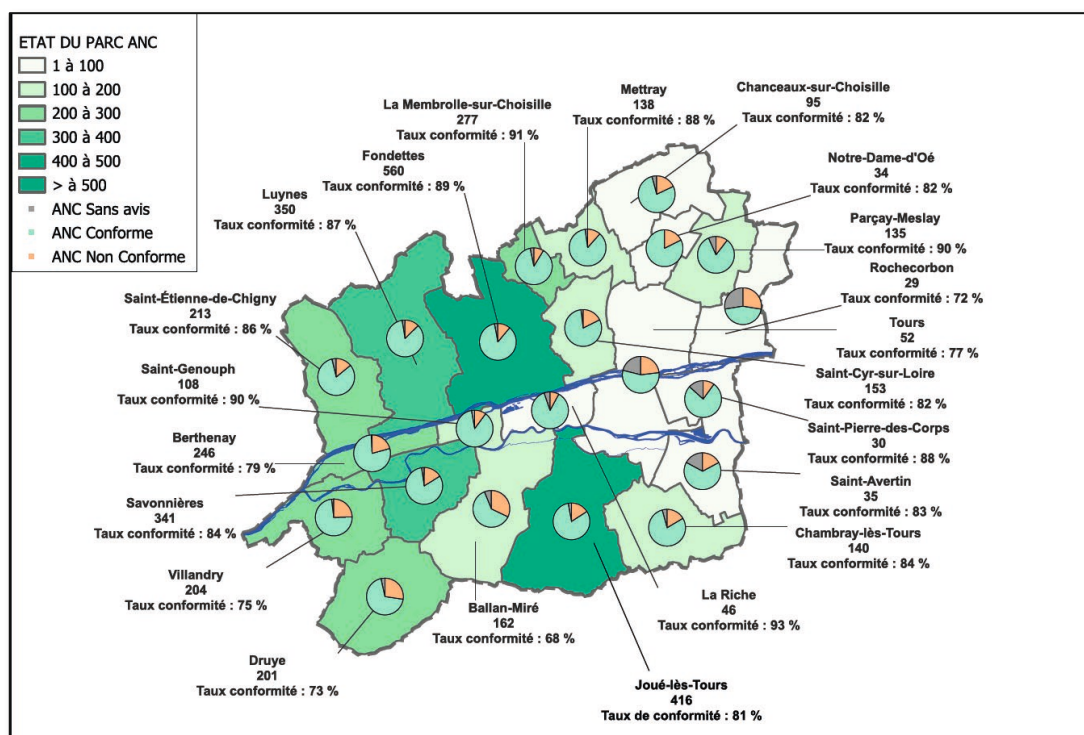 ETAT DU PARC ANC
1 à 100
100 à 200
200 à 300
300 à 400
400 à 500
> à 500
ANC Sans avis
ANC Conforme
ANC Non Conforme
Mettray
138
Taux conformité : 88 %
Chanceaux-sur-Choisille
95
Taux conformité : 82 %
La Membrolle-sur-Choisille
277
Taux conformité : 91 %
Notre-Dame-d'Oé
34
Taux conformité : 82 %
Fondettes
560
Taux conformité : 89 %
Luynes
350
Taux conformité : 87 %
Parçay-Meslay
135
Taux conformité : 90 %
Rochecorbon
29
Taux conformité : 72 %
Saint-Étienne-de-Chigny
213
Taux conformité : 86 %
Tours
52
Taux conformité : 77 %
Saint-Genouph
108
Taux conformité : 90 %
Saint-Cyr-sur-Loire
153
Taux conformité : 82 %
Saint-Pierre-des-Corps
30
Taux conformité : 88 %
Berthenay
246
Taux conformité : 79 %
Saint-Avertin
35
Taux conformité : 83 %
Savonnières
341
Taux conformité : 84 %
Chambray-lès-Tours
140
Taux conformité : 84 %
Villandry
204
Taux conformité : 75 %
La Riche
46
Taux conformité : 93 %
Ballan-Miré
162
Taux conformité : 68 %
Druye
201
Taux conformité : 73 %
Joué-lès-Tours
416
Taux de conformité : 81 %